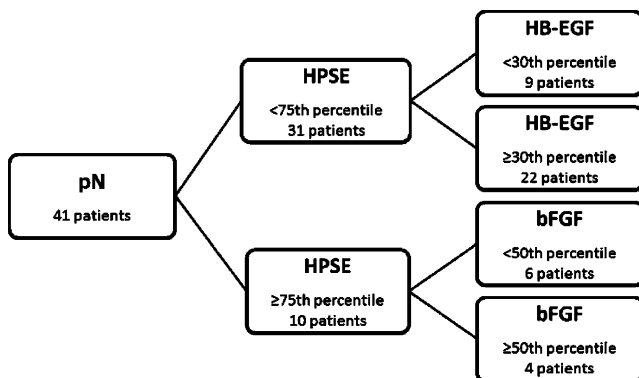 pN
41 patients
HPSE
<75th percentile
31 patients
HPSE
≥75th percentile
10 patients
HB-EGF
<30th percentile
9 patients
HB-EGF
≥30th percentile
22 patients
bFGF
<50th percentile
6 patients
bFGF
≥50th percentile
4 patients